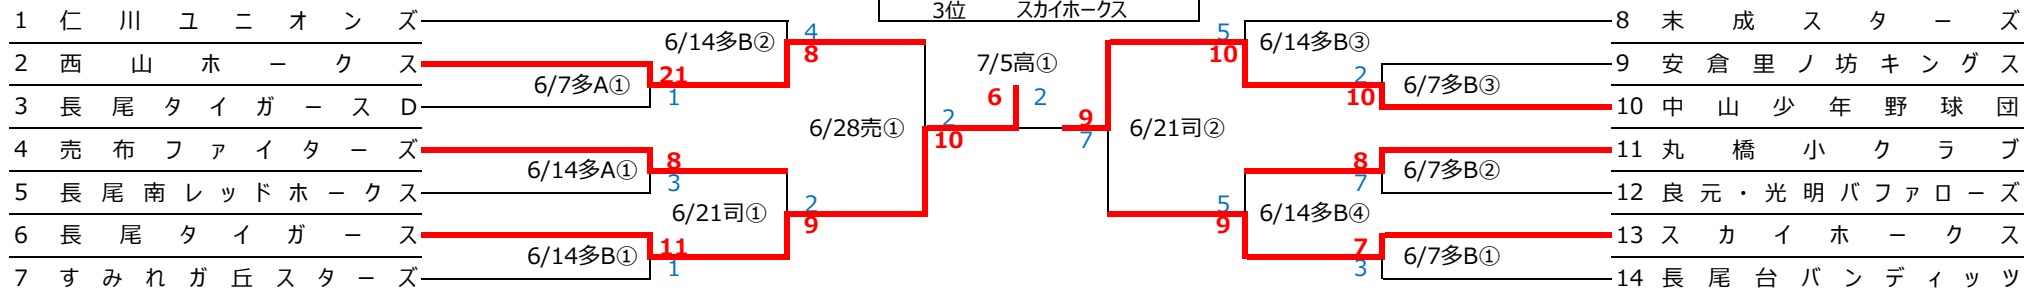 3位 スカイホークス
1 仁川ユニオンズ
2 西山ホークス
3 長尾タイガースD
4 売布ファイターズ
5 長尾南レッドホークス
6 長尾タイガース
7 すみれガ丘スターズ
6/7多A①
21
1
6/14多A①
8
3
6/14多B①
11
1
6/14多B②
4
8
6/21司①
2
9
6/28売①
2
10
7/5高①
6 2
9
7
6/21司②
5
10
6/14多B③
5
9
6/14多B④
2
10
6/7多B③
8
7
6/7多B②
7
3
6/7多B①
8 末成スターズ
9 安倉里ノ坊キングス
10 中山少年野球団
11 丸橋小クラブ
12 良元・光明バファローズ
13 スカイホークス
14 長尾台バンディッツ